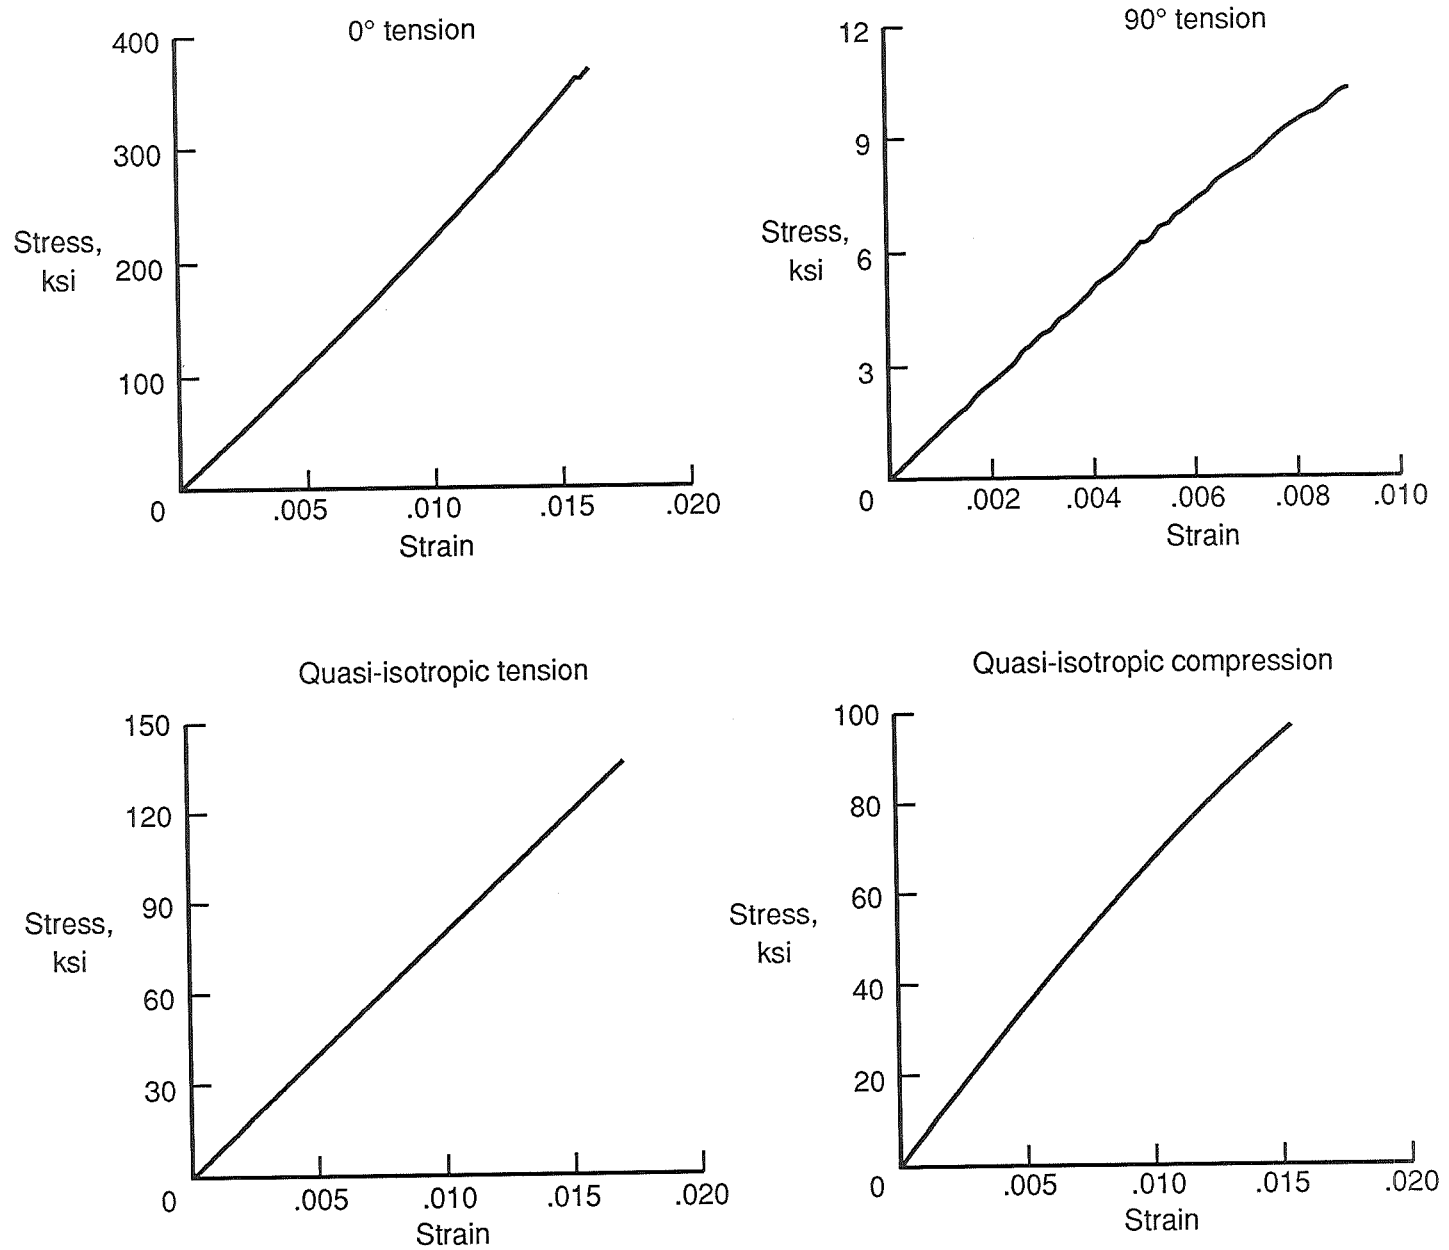 0° tension
400
300
200
100
0
Stress,
ksi
.005 .010 .015 .020
Strain
90° tension
12
9
6
3
0
Stress,
ksi
.002 .004 .006 .008 .010
Strain
Quasi-isotropic tension
150
120
90
60
30
0
Stress,
ksi
.005 .010 .015 .020
Strain
Quasi-isotropic compression
100
80
60
40
20
0
Stress,
ksi
.005 .010 .015 .020
Strain